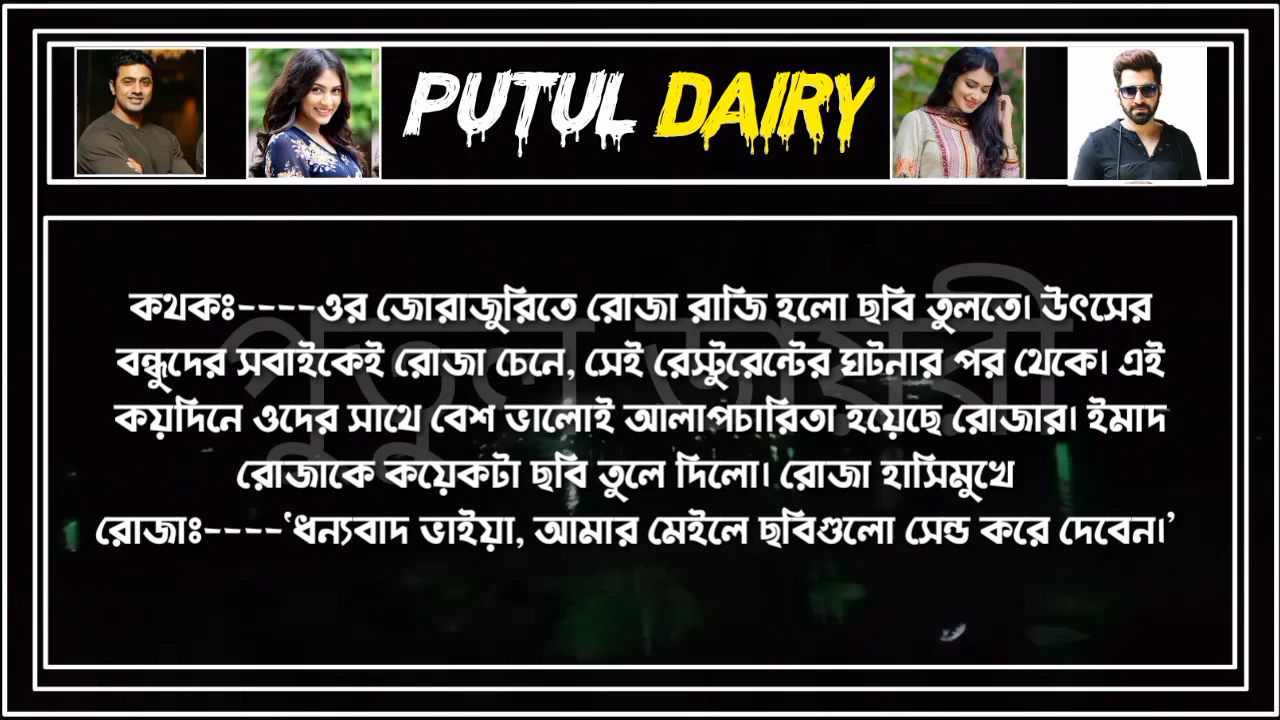 PUTUL DAIRY
পুতুল ডায়রী
কথকঃ----ওর জোরাজুরিতে রোজা রাজি হলো ছবি তুলতে। উৎসের
বন্ধুদের সবাইকেই রোজা চেনে, সেই রেস্টুরেন্টের ঘটনার পর থেকে। এই
কয়দিনে ওদের সাথে বেশ ভালোই আলাপচারিতা হয়েছে রোজার। ইমাদ
রোজাকে কয়েকটা ছবি তুলে দিলো। রোজা হাসিমুখে
রোজাঃ----‘ধন্যবাদ ভাইয়া, আমার মেইলে ছবিগুলো সেন্ড করে দেবেন।’